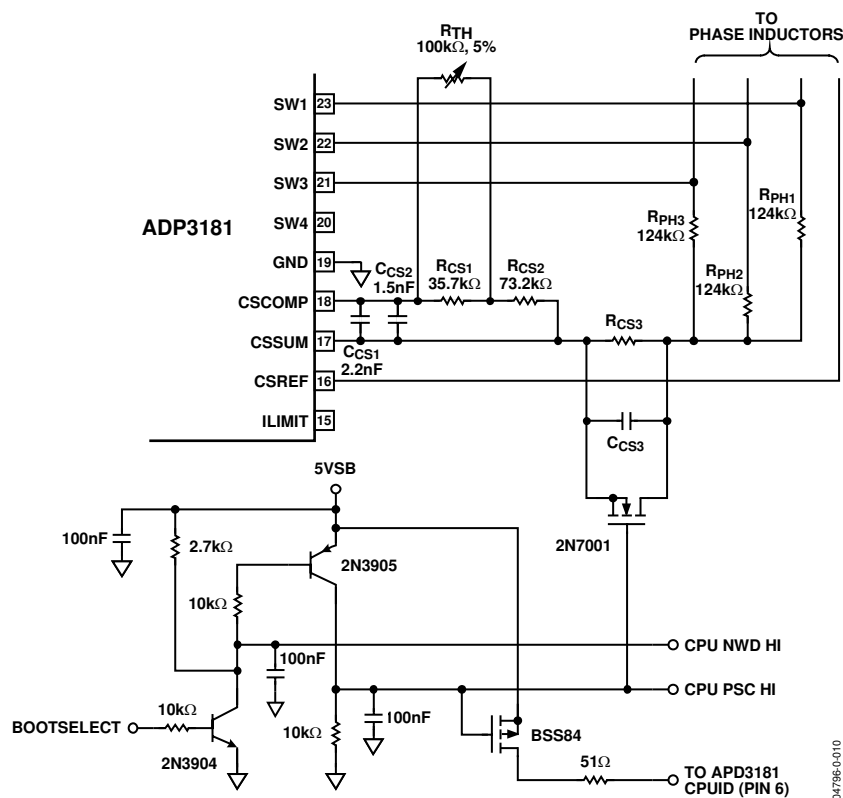 TO
PHASE INDUCTORS
RTH
100kΩ, 5%
SW1 23
SW2 22
SW3 21
SW4 20
ADP3181
GND 19
CSCOMP 18
CSSUM 17
CSREF 16
ILIMIT 15
CCS2
1.5nF
RCS1
35.7kΩ
RCS2
73.2kΩ
CCS1
2.2nF
RPH3
124kΩ
RPH1
124kΩ
RPH2
124kΩ
RCS3
CCS3
2N7001
5VSB
100nF
2.7kΩ
2N3905
10kΩ
100nF
CPU NWD HI
CPU PSC HI
BOOTSELECT
10kΩ
2N3904
10kΩ
100nF
BSS84
51Ω
TO APD3181
CPUID (PIN 6)
04796-0-010